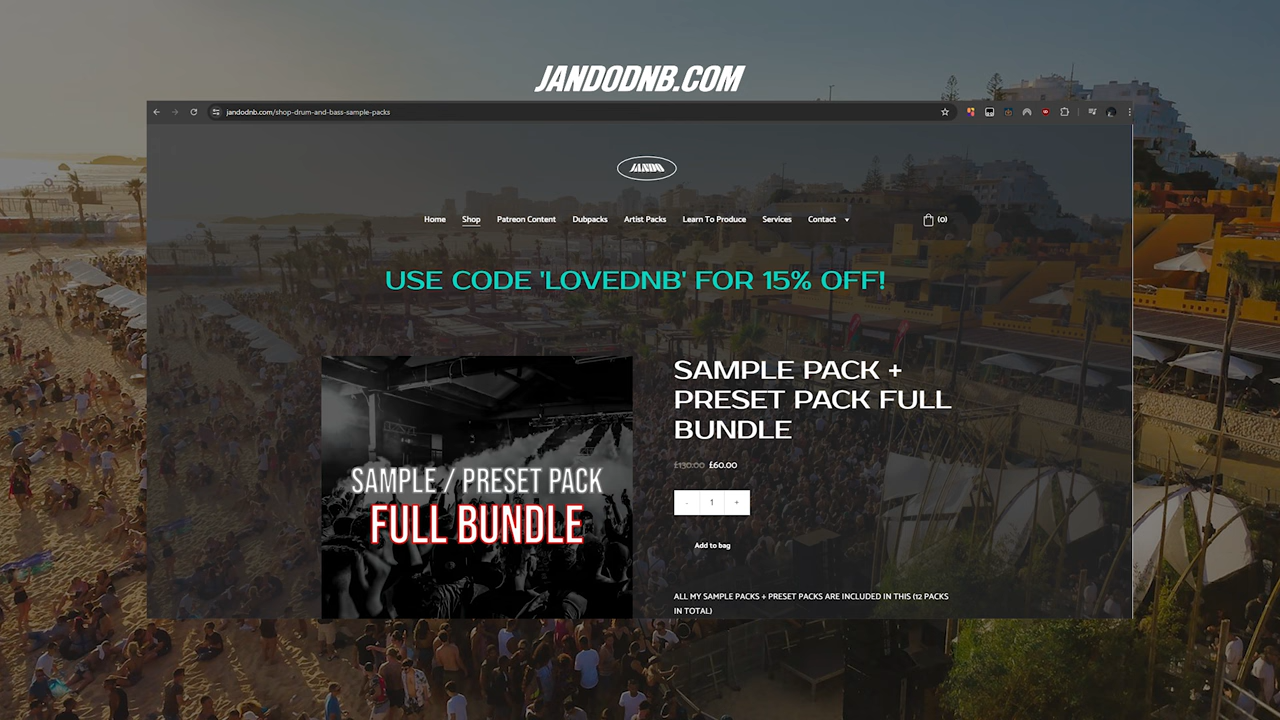 JANDODNB.COM
jandodnb.com/shop-drum-and-bass-sample-packs
JANDO
Home Shop Patreon Content Dubpacks Artist Packs Learn To Produce Services Contact (0)
USE CODE 'LOVEDNB' FOR 15% OFF!
SAMPLE / PRESET PACK
FULL BUNDLE
SAMPLE PACK +
PRESET PACK FULL
BUNDLE
£130.00 £60.00
- 1 +
Add to bag
ALL MY SAMPLE PACKS + PRESET PACKS ARE INCLUDED IN THIS (12 PACKS
IN TOTAL)